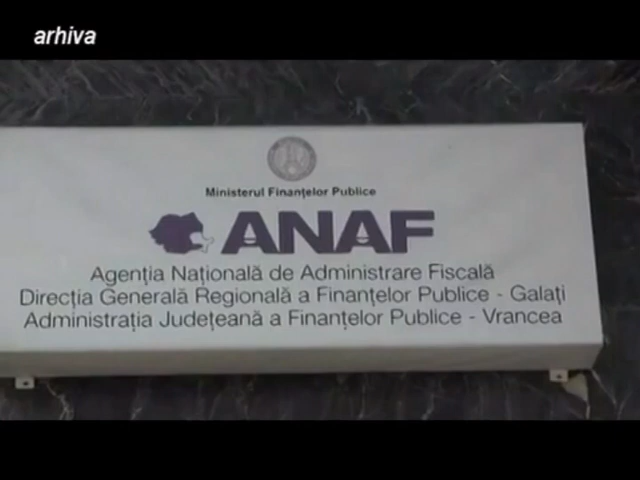 arhiva
Ministerul Finanțelor Publice
ANAF
Agenția Națională de Administrare Fiscală
Direcția Generală Regională a Finanțelor Publice - Galați
Administrația Județeană a Finanțelor Publice - Vrancea